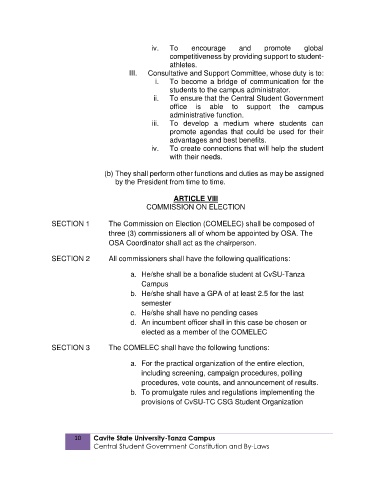 iv. To encourage and promote global
competitiveness by providing support to student-
athletes.
III. Consultative and Support Committee, whose duty is to:
i. To become a bridge of communication for the
students to the campus administrator.
ii. To ensure that the Central Student Government
office is able to support the campus
administrative function.
iii. To develop a medium where students can
promote agendas that could be used for their
advantages and best benefits.
iv. To create connections that will help the student
with their needs.
(b) They shall perform other functions and duties as may be assigned
by the President from time to time.
ARTICLE VIII
COMMISSION ON ELECTION
SECTION 1 The Commission on Election (COMELEC) shall be composed of
three (3) commissioners all of whom be appointed by OSA. The
OSA Coordinator shall act as the chairperson.
SECTION 2 All commissioners shall have the following qualifications:
a. He/she shall be a bonafide student at CvSU-Tanza
Campus
b. He/she shall have a GPA of at least 2.5 for the last
semester
c. He/she shall have no pending cases
d. An incumbent officer shall in this case be chosen or
elected as a member of the COMELEC
SECTION 3 The COMELEC shall have the following functions:
a. For the practical organization of the entire election,
including screening, campaign procedures, polling
procedures, vote counts, and announcement of results.
b. To promulgate rules and regulations implementing the
provisions of CvSU-TC CSG Student Organization
10 Cavite State University-Tanza Campus
Central Student Government Constitution and By-Laws